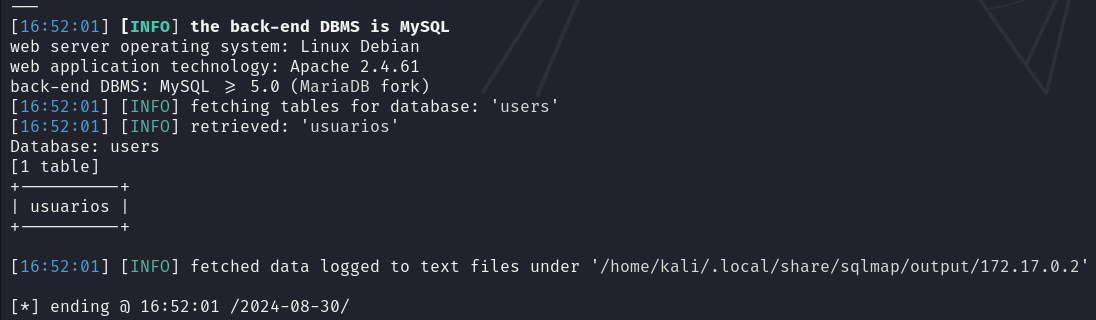 ---
[16:52:01] [INFO] the back-end DBMS is MySQL
web server operating system: Linux Debian
web application technology: Apache 2.4.61
back-end DBMS: MySQL ≥ 5.0 (MariaDB fork)
[16:52:01] [INFO] fetching tables for database: 'users'
[16:52:01] [INFO] retrieved: 'usuarios'
Database: users
[1 table]
+----------+
| usuarios |
+----------+
[16:52:01] [INFO] fetched data logged to text files under '/home/kali/.local/share/sqlmap/output/172.17.0.2'
[*] ending @ 16:52:01 /2024-08-30/